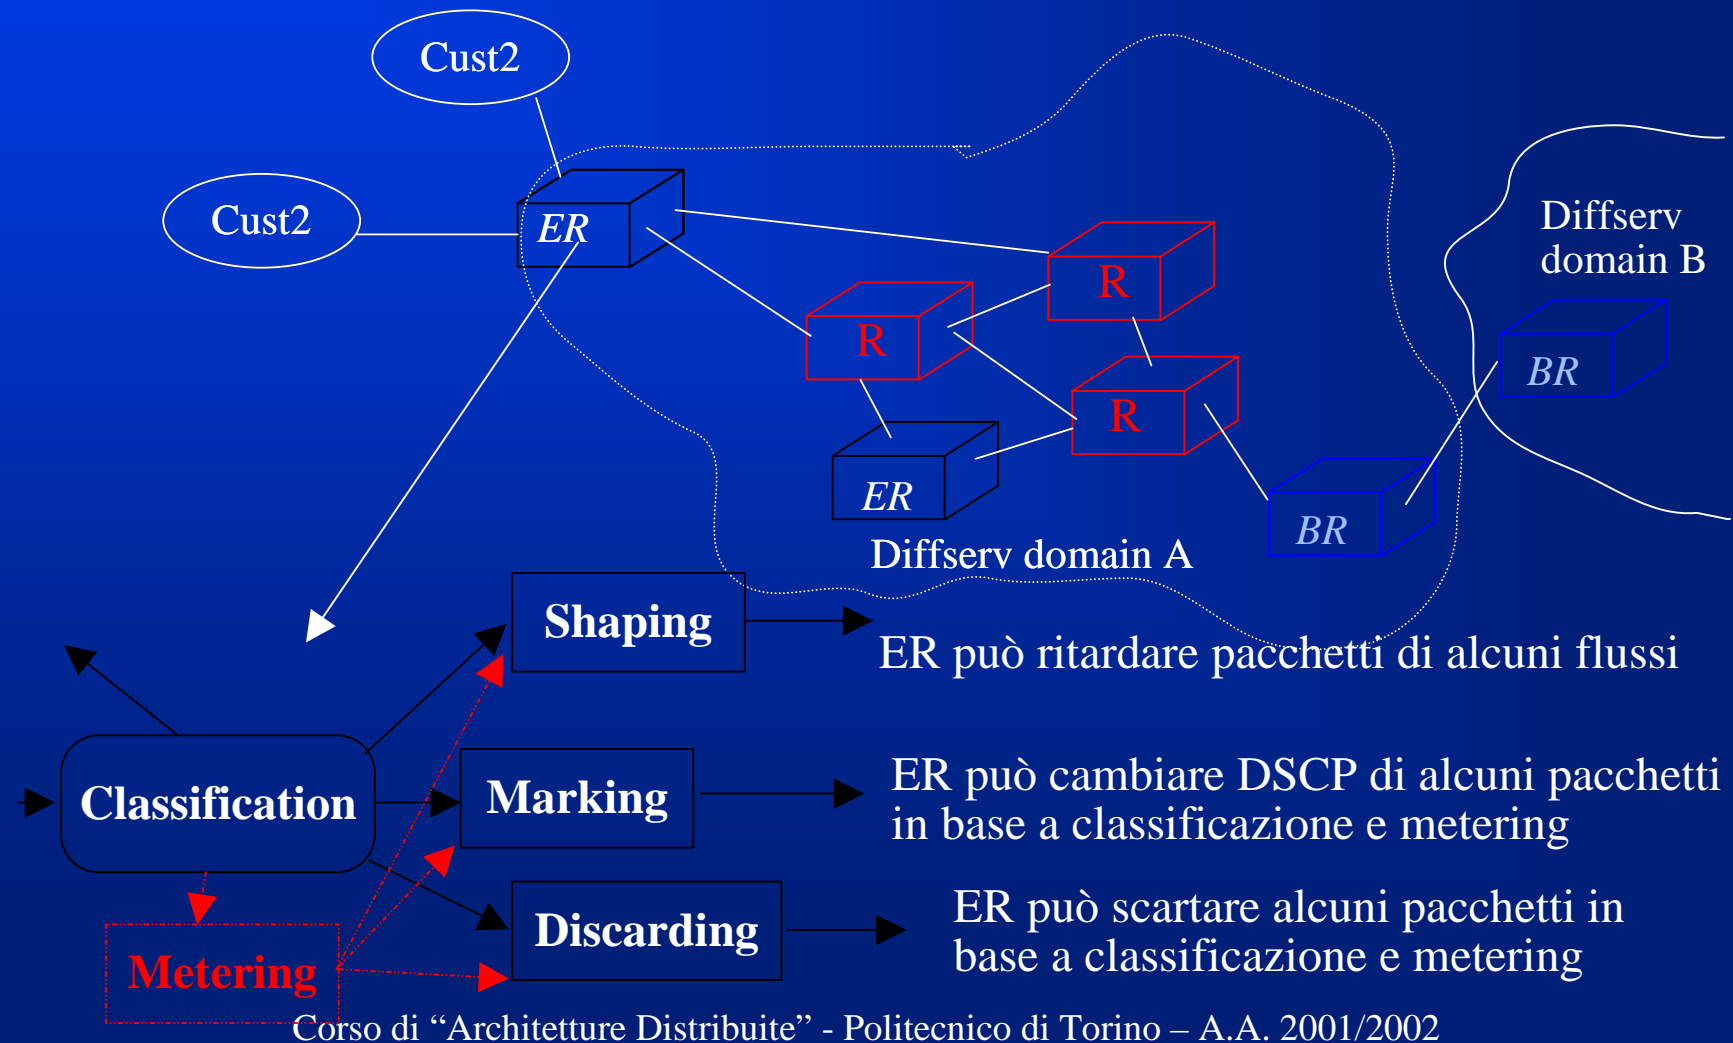 Cust2
Cust2
ER
R
R
R
ER
BR
BR
Diffserv
domain B
Diffserv domain A
Shaping
ER può ritardare pacchetti di alcuni flussi
Classification
Marking
ER può cambiare DSCP di alcuni pacchetti
in base a classificazione e metering
Discarding
ER può scartare alcuni pacchetti in
base a classificazione e metering
Metering
Corso di “Architetture Distribuite” - Politecnico di Torino – A.A. 2001/2002